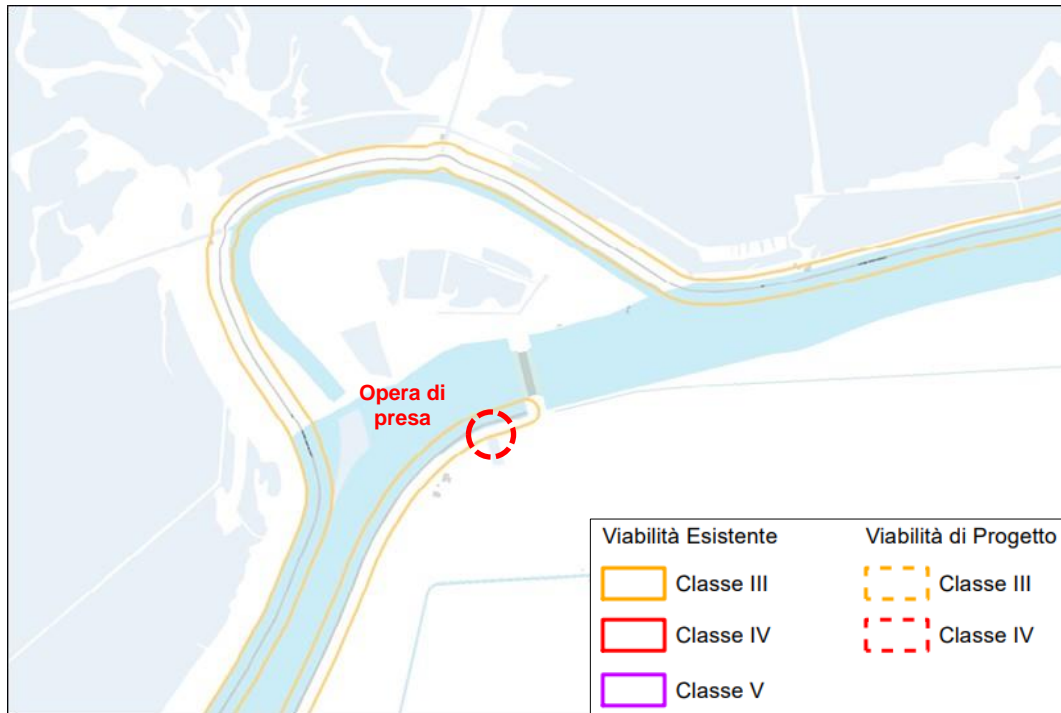 Opera di
presa
Viabilità Esistente
Viabilità di Progetto
Classe III
Classe III
Classe IV
Classe IV
Classe V